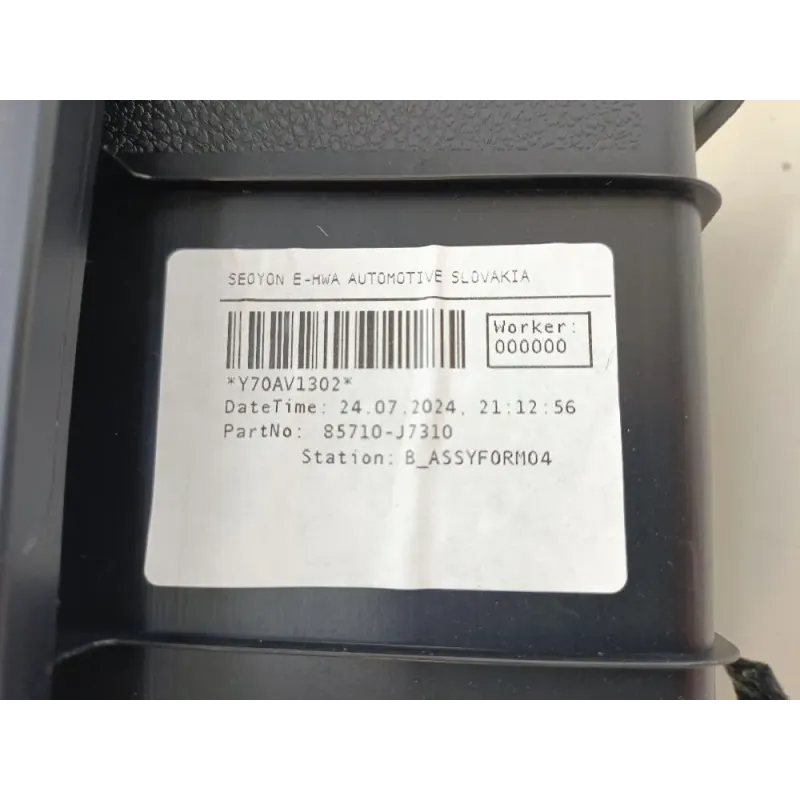 SEOYON E-HWA AUTOMOTIVE SLOVAKIA
Worker:
000000
*Y70AV1302*
DateTime: 24.07.2024, 21:12:56
PartNo: 85710-J7310
Station: B_ASSYFORM04